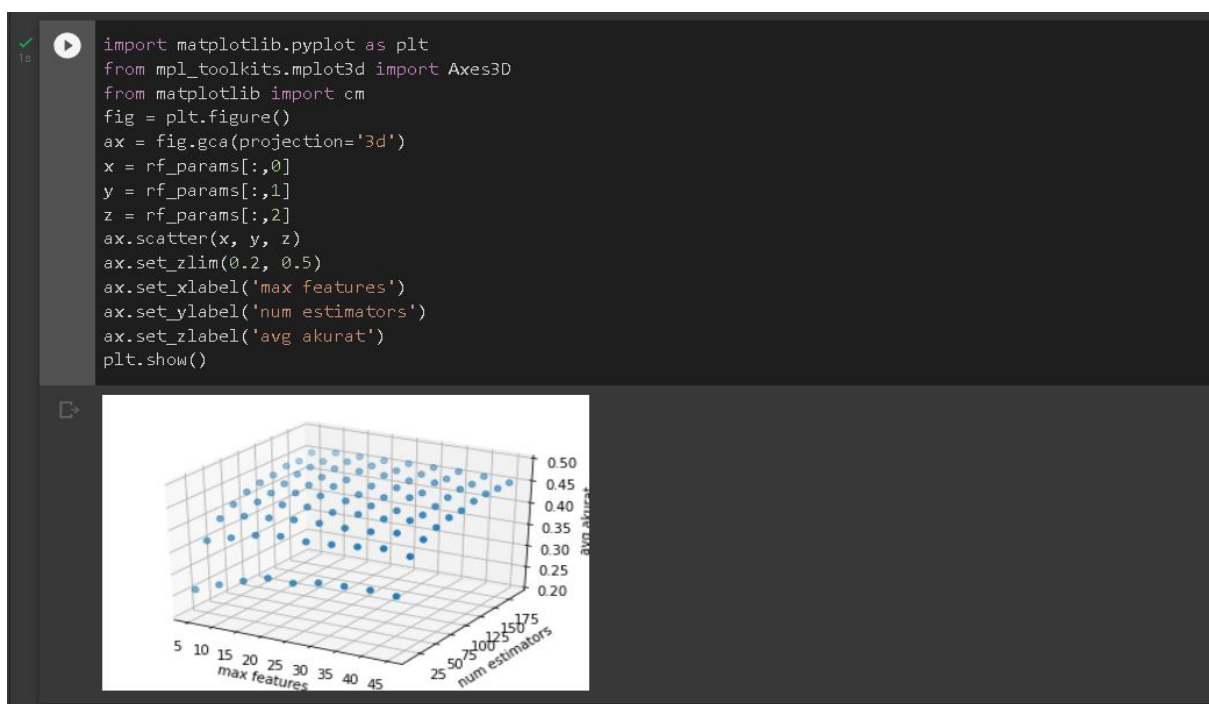 1s
import matplotlib.pyplot as plt
from mpl_toolkits.mplot3d import Axes3D
from matplotlib import cm
fig = plt.figure()
ax = fig.gca(projection='3d')
x = rf_params[:,0]
y = rf_params[:,1]
z = rf_params[:,2]
ax.scatter(x, y, z)
ax.set_zlim(0.2, 0.5)
ax.set_xlabel('max features')
ax.set_ylabel('num estimators')
ax.set_zlabel('avg akurat')
plt.show()
0.50
0.45
0.40
0.35
0.30
0.25
0.20
avg akurat
5 10 15 20 25 30 35 40 45
max features
25 50 75 100 125 150 175
num estimators